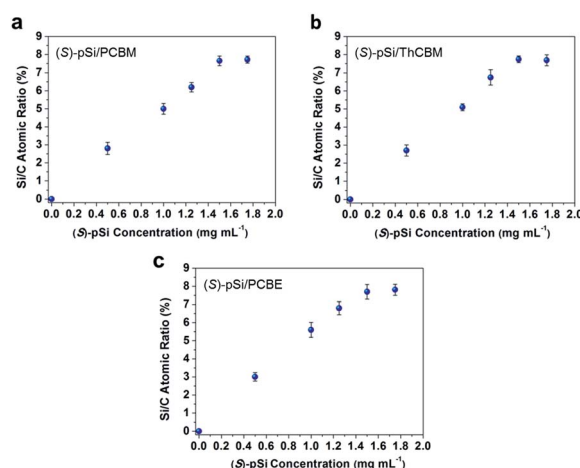 a
(S)-pSi/PCBM
Si/C Atomic Ratio (%)
9
8
7
6
5
4
3
2
1
0
0.0 0.2 0.4 0.6 0.8 1.0 1.2 1.4 1.6 1.8 2.0
(S)-pSi Concentration (mg mL⁻¹)
b
(S)-pSi/ThCBM
Si/C Atomic Ratio (%)
9
8
7
6
5
4
3
2
1
0
0.0 0.2 0.4 0.6 0.8 1.0 1.2 1.4 1.6 1.8 2.0
(S)-pSi Concentration (mg mL⁻¹)
c
(S)-pSi/PCBE
Si/C Atomic Ratio (%)
9
8
7
6
5
4
3
2
1
0
0.0 0.2 0.4 0.6 0.8 1.0 1.2 1.4 1.6 1.8 2.0
(S)-pSi Concentration (mg mL⁻¹)